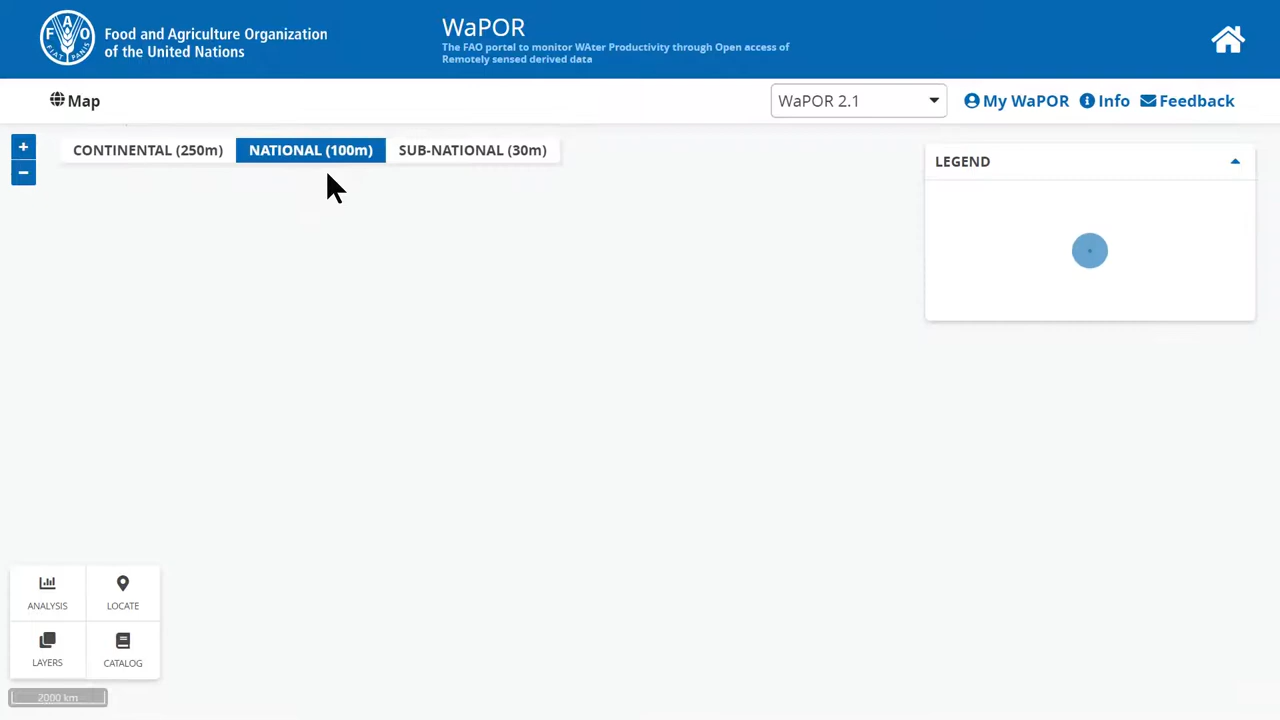 Food and Agriculture Organization
of the United Nations
WaPOR
The FAO portal to monitor WAter Productivity through Open access of
Remotely sensed derived data
Map
WaPOR 2.1
My WaPOR
Info
Feedback
+
−
CONTINENTAL (250m)
NATIONAL (100m)
SUB-NATIONAL (30m)
LEGEND
ANALYSIS
LOCATE
LAYERS
CATALOG
2000 km